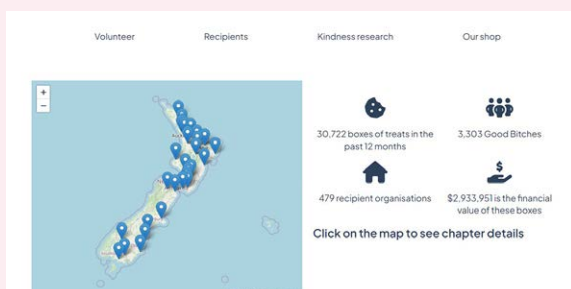 Volunteer
Recipients
Kindness research
Our shop
+
−
30,722 boxes of treats in the
past 12 months
3,303 Good Bitches
479 recipient organisations
$
$2,933,951 is the financial
value of these boxes
Click on the map to see chapter details